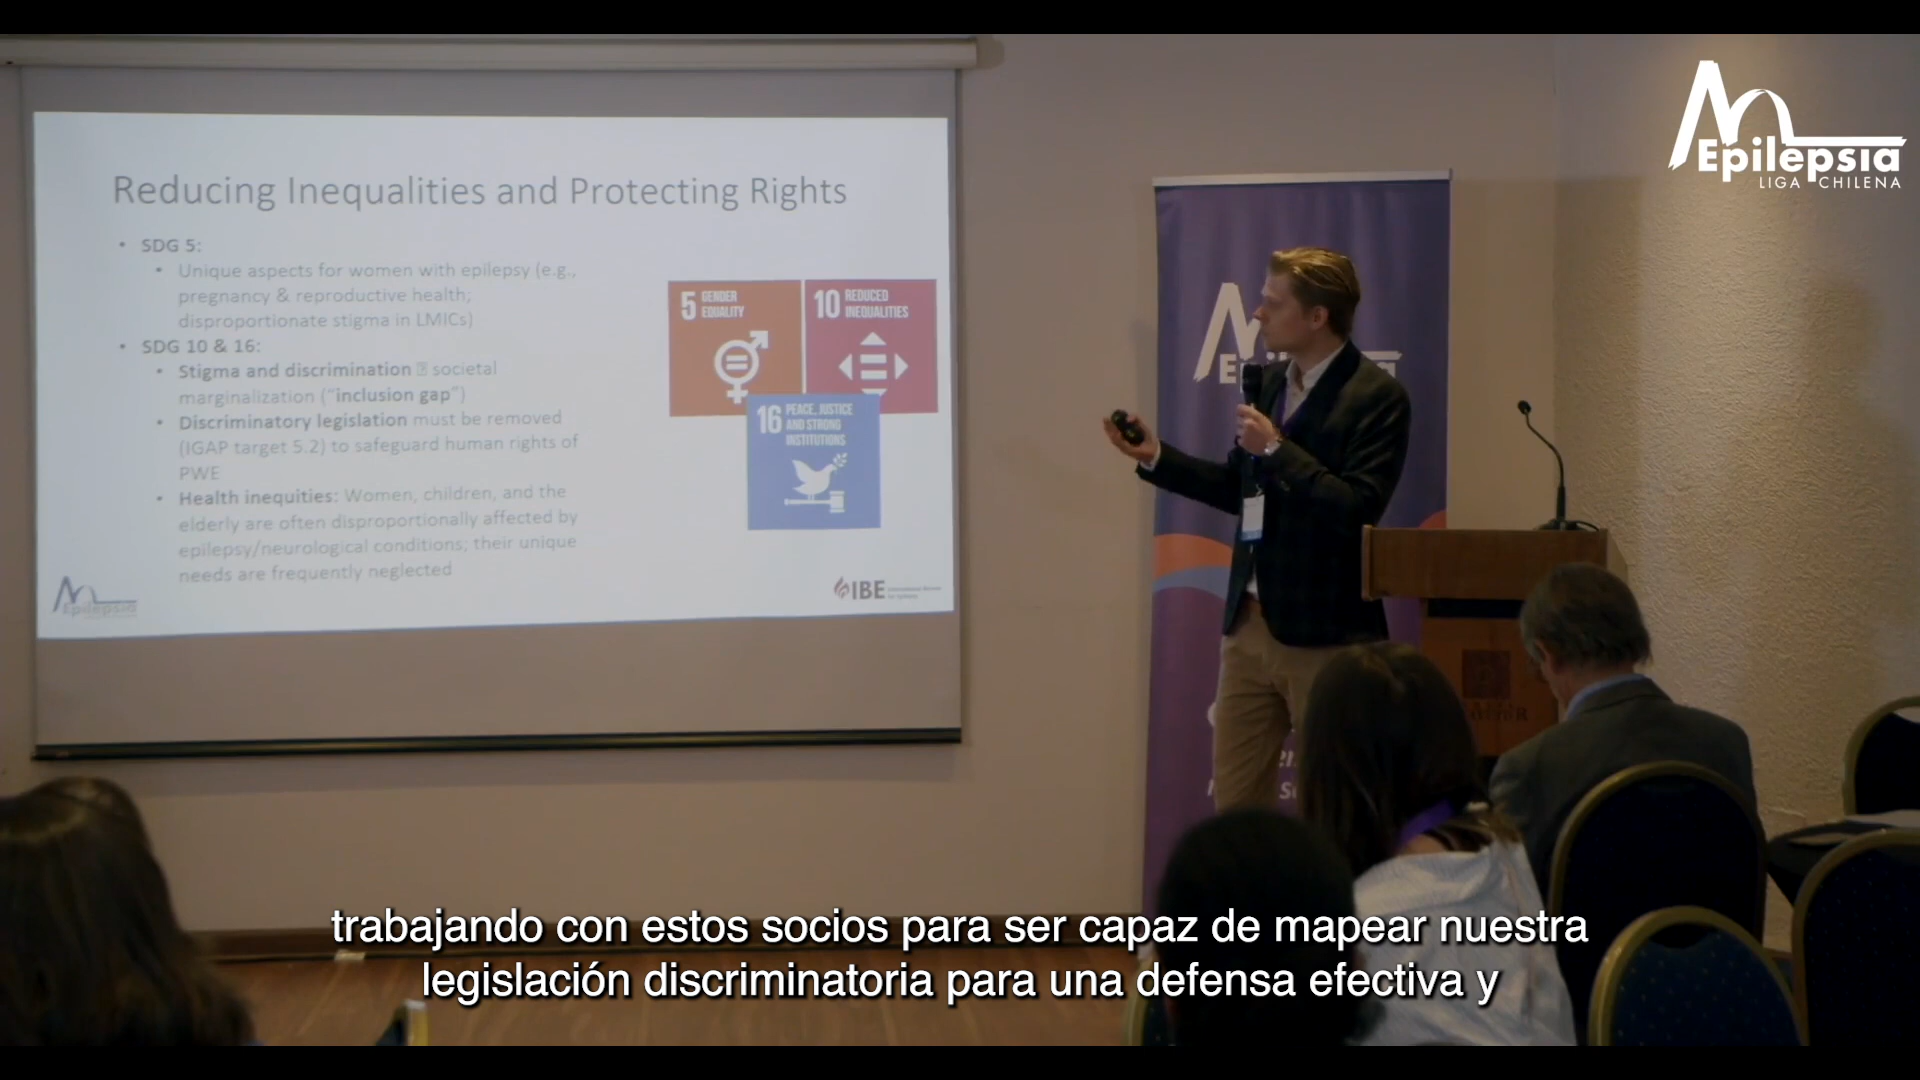 Reducing Inequalities and Protecting Rights
• SDG 5:
• Unique aspects for women with epilepsy (e.g.,
pregnancy & reproductive health;
disproportionate stigma in LMICs)
• SDG 10 & 16:
• Stigma and discrimination societal
marginalization ("inclusion gap")
• Discriminatory legislation must be removed
(IGAP target 5.2) to safeguard human rights of
PWE
• Health inequities: Women, children, and the
elderly are often disproportionally affected by
epilepsy/neurological conditions; their unique
needs are frequently neglected
5 GENDER
EQUALITY
10 REDUCED
INEQUALITIES
16 PEACE, JUSTICE
AND STRONG
INSTITUTIONS
Epilepsia
IBE
Epilepsia
LIGA CHILENA
trabajando con estos socios para ser capaz de mapear nuestra
legislación discriminatoria para una defensa efectiva y